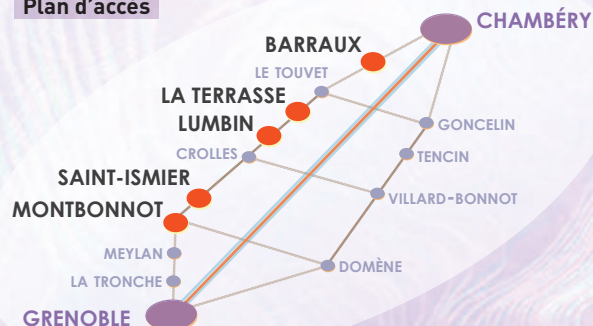 Plan d'accès
CHAMBÉRY
BARRAUX
LE TOUVET
LA TERRASSE
LUMBIN
GONCELIN
CROLLES
TENCIN
SAINT-ISMIER
VILLARD-BONNOT
MONTBONNOT
MEYLAN
DOMÈNE
LA TRONCHE
GRENOBLE